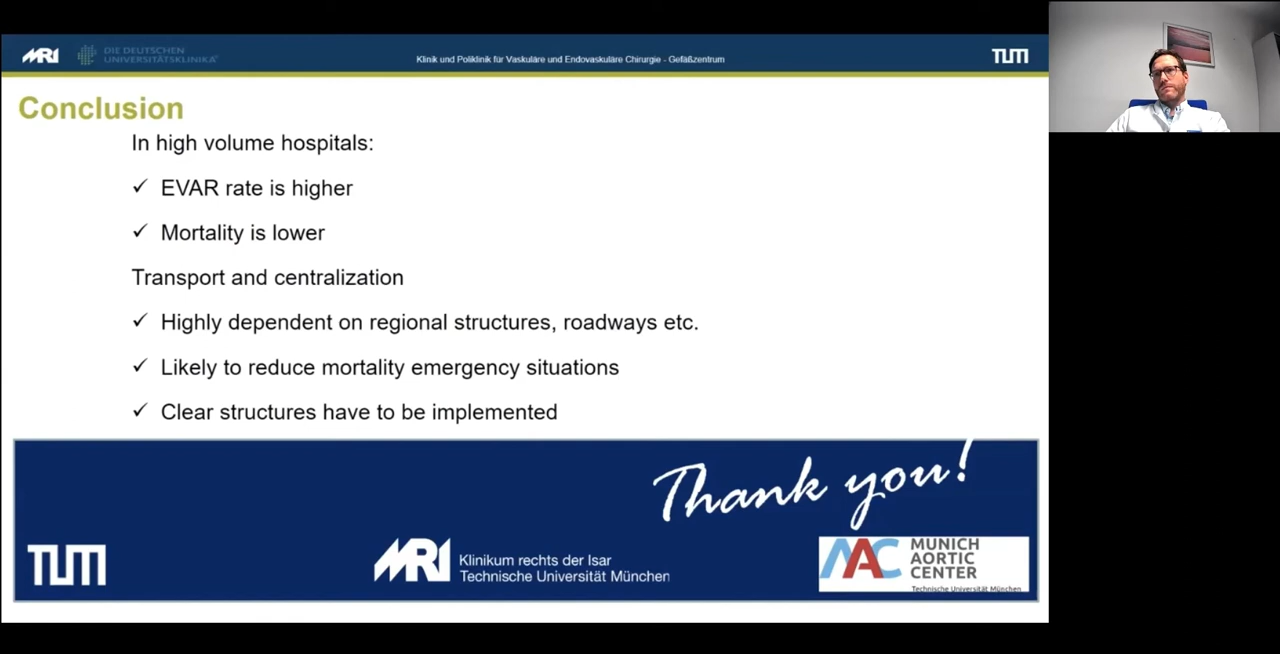 MRI
DIE DEUTSCHEN
UNIVERSITÄTSKLINIKA
Klinik und Poliklinik für Vaskuläre und Endovaskuläre Chirurgie - Gefäßzentrum
TUM
Conclusion
In high volume hospitals:
✓ EVAR rate is higher
✓ Mortality is lower
Transport and centralization
✓ Highly dependent on regional structures, roadways etc.
✓ Likely to reduce mortality emergency situations
✓ Clear structures have to be implemented
Thank you!
TUM
MRI
Klinikum rechts der Isar
Technische Universität München
AAC
MUNICH
AORTIC
CENTER
Technische Universität München